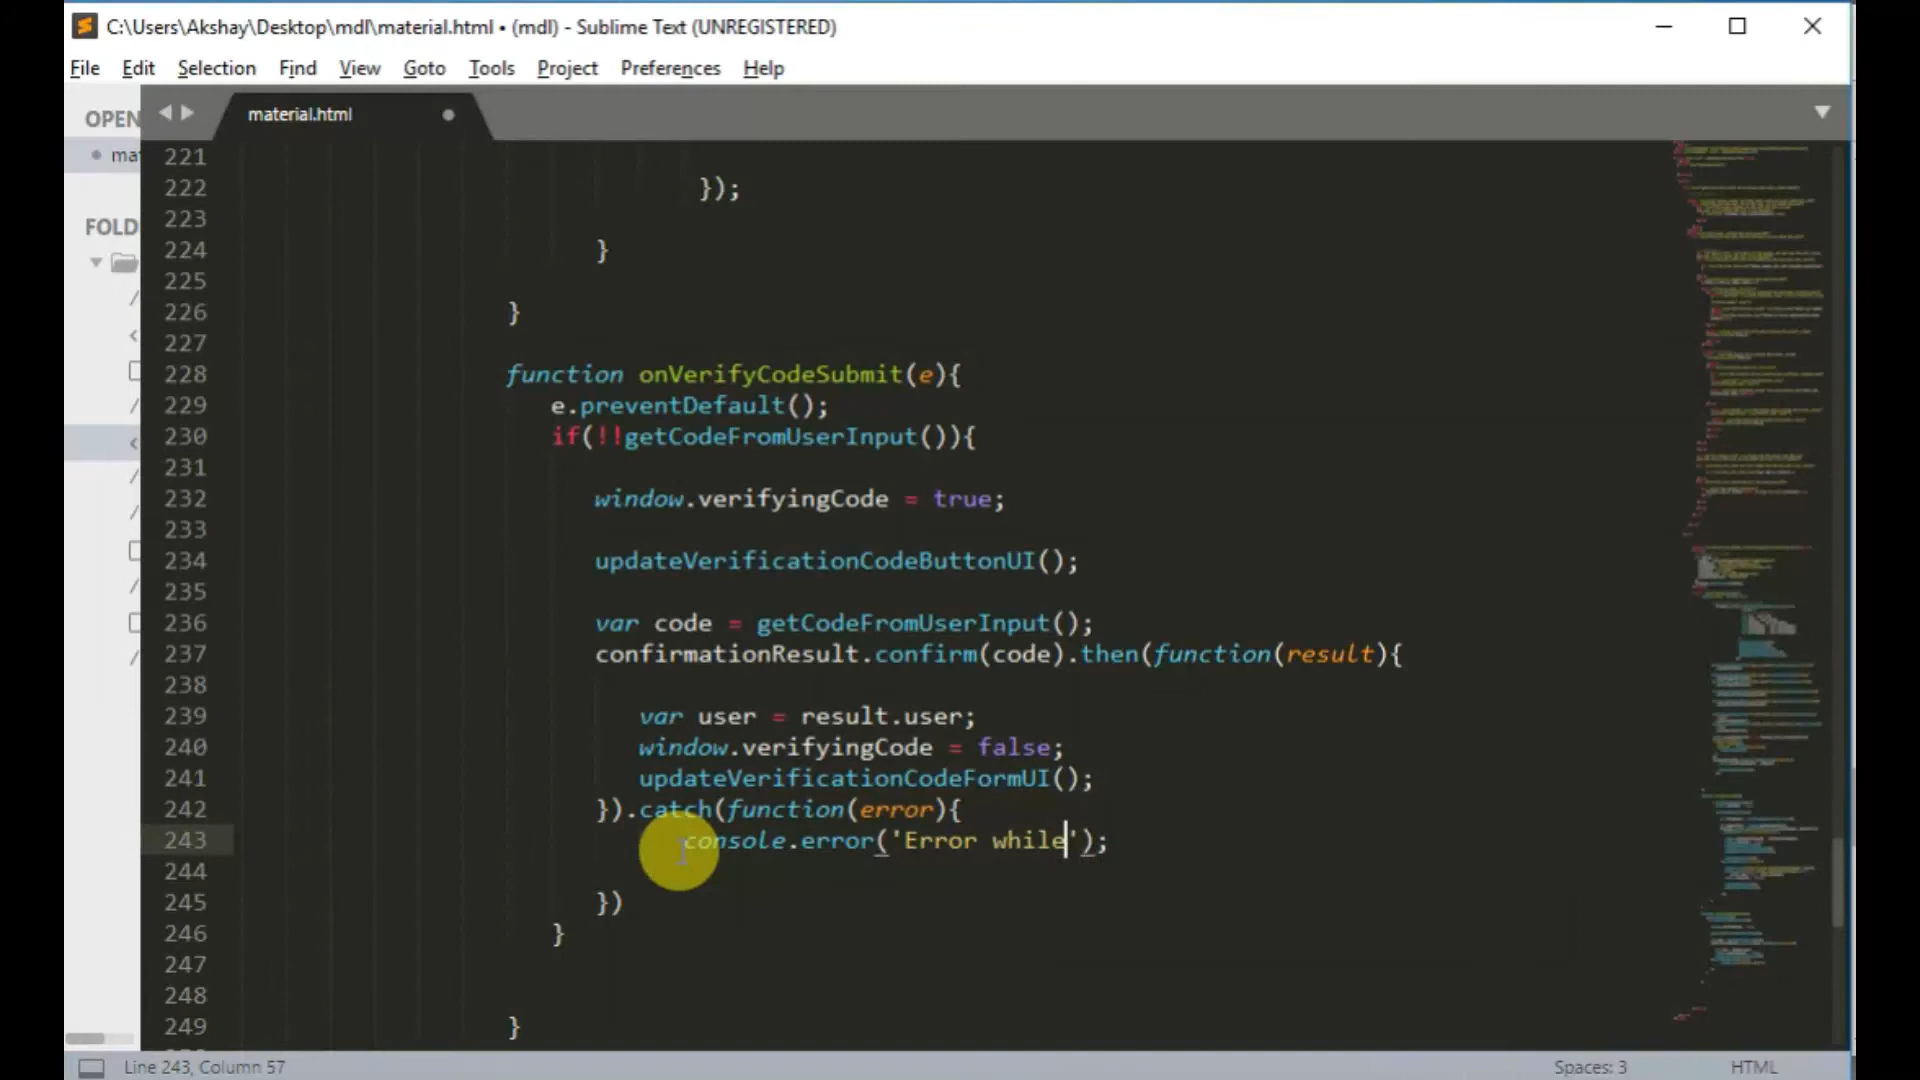 C:\Users\Akshay\Desktop\mdl\material.html • (mdl) - Sublime Text (UNREGISTERED)
File Edit Selection Find View Goto Tools Project Preferences Help
OPEN
material.html
mat
FOLD
221
222 });
223
224 }
225
226 }
227
228 function onVerifyCodeSubmit(e){
229 e.preventDefault();
230 if(!!getCodeFromUserInput()){
231
232 window.verifyingCode = true;
233
234 updateVerificationCodeButtonUI();
235
236 var code = getCodeFromUserInput();
237 confirmationResult.confirm(code).then(function(result){
238
239 var user = result.user;
240 window.verifyingCode = false;
241 updateVerificationCodeFormUI();
242 }).catch(function(error){
243 console.error('Error while');
244
245 })
246 }
247
248
249 }
Line 243, Column 57
Spaces: 3
HTML